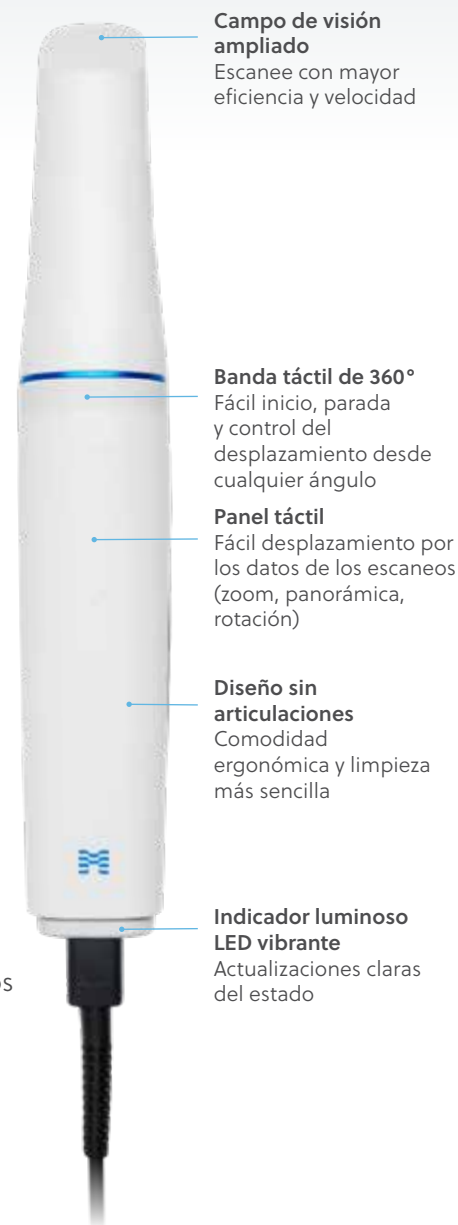 Campo de visión
ampliado
Escanee con mayor
eficiencia y velocidad
Banda táctil de 360°
Fácil inicio, parada
y control del
desplazamiento desde
cualquier ángulo
Panel táctil
Fácil desplazamiento por
los datos de los escaneos
(zoom, panorámica,
rotación)
Diseño sin
articulaciones
Comodidad
ergonómica y limpieza
más sencilla
Indicador luminoso
LED vibrante
Actualizaciones claras
del estado
os